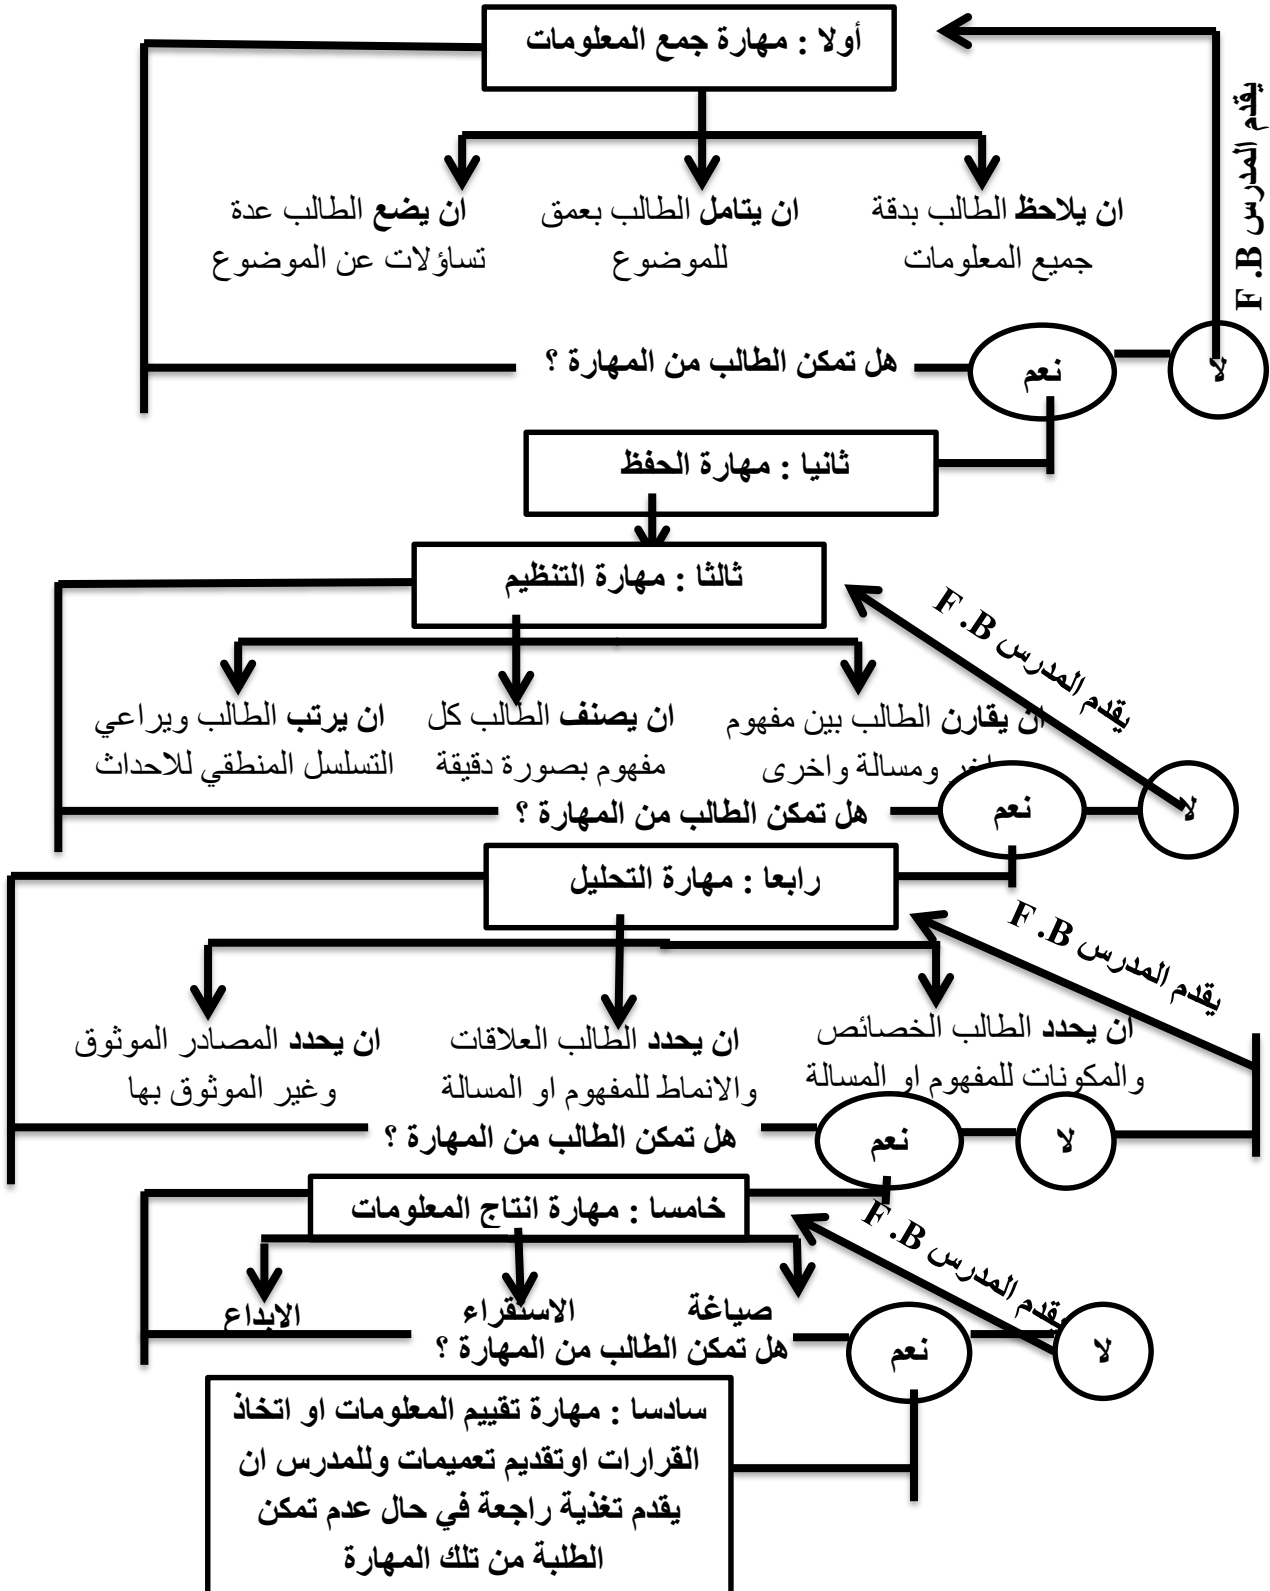 أولا : مهارة جمع المعلومات
يقدم المدرس F .B
ان يلاحظ الطالب بدقة
جميع المعلومات
ان يتامل الطالب بعمق
للموضوع
ان يضع الطالب عدة
تساؤلات عن الموضوع
هل تمكن الطالب من المهارة ؟
نعم
لا
ثانيا : مهارة الحفظ
ثالثا : مهارة التنظيم
يقدم المدرس F .B
ان يقارن الطالب بين مفهوم
ومسالة واخرى
ان يصنف الطالب كل
مفهوم بصورة دقيقة
ان يرتب الطالب ويراعي
التسلسل المنطقي للاحداث
هل تمكن الطالب من المهارة ؟
نعم
لا
رابعا : مهارة التحليل
يقدم المدرس F .B
ان يحدد الطالب الخصائص
والمكونات للمفهوم او المسالة
ان يحدد الطالب العلاقات
والانماط للمفهوم او المسالة
ان يحدد المصادر الموثوق
وغير الموثوق بها
هل تمكن الطالب من المهارة ؟
نعم
لا
خامسا : مهارة انتاج المعلومات
يقدم المدرس F .B
صياغة
الاستقراء
الابداع
هل تمكن الطالب من المهارة ؟
نعم
لا
سادسا : مهارة تقييم المعلومات او اتخاذ
القرارات اوتقديم تعميمات وللمدرس ان
يقدم تغذية راجعة في حال عدم تمكن
الطلبة من تلك المهارة